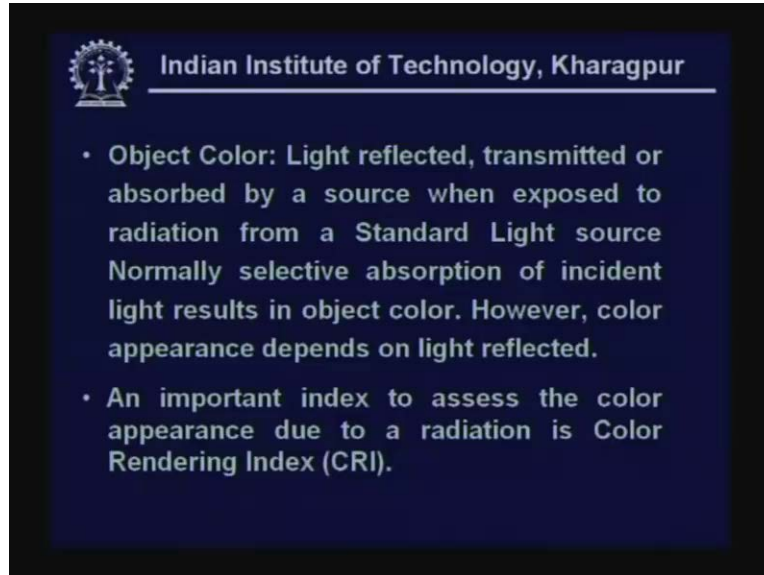 Indian Institute of Technology, Kharagpur
• Object Color: Light reflected, transmitted or
absorbed by a source when exposed to
radiation from a Standard Light source
Normally selective absorption of incident
light results in object color. However, color
appearance depends on light reflected.
• An important index to assess the color
appearance due to a radiation is Color
Rendering Index (CRI).